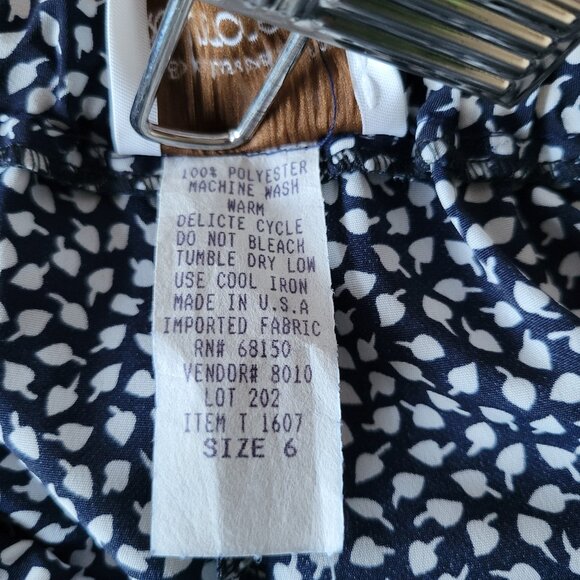 100% POLYESTER
MACHINE WASH
WARM
DELICTE CYCLE
DO NOT BLEACH
TUMBLE DRY LOW
USE COOL IRON
MADE IN U.S.A
IMPORTED FABRIC
RN# 68150
VENDOR# 8010
LOT 202
ITEM T 1607
SIZE 6